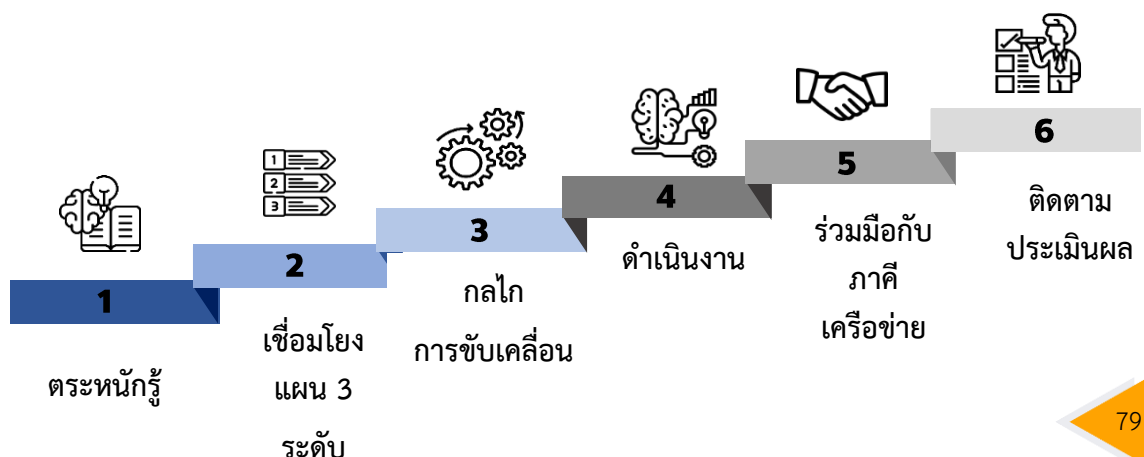 1
ตระหนักรู้
1
2
3
2
เชื่อมโยง
แผน 3
ระดับ
3
กลไก
การขับเคลื่อน
4
ดำเนินงาน
5
ร่วมมือกับ
ภาคี
เครือข่าย
6
ติดตาม
ประเมินผล
79